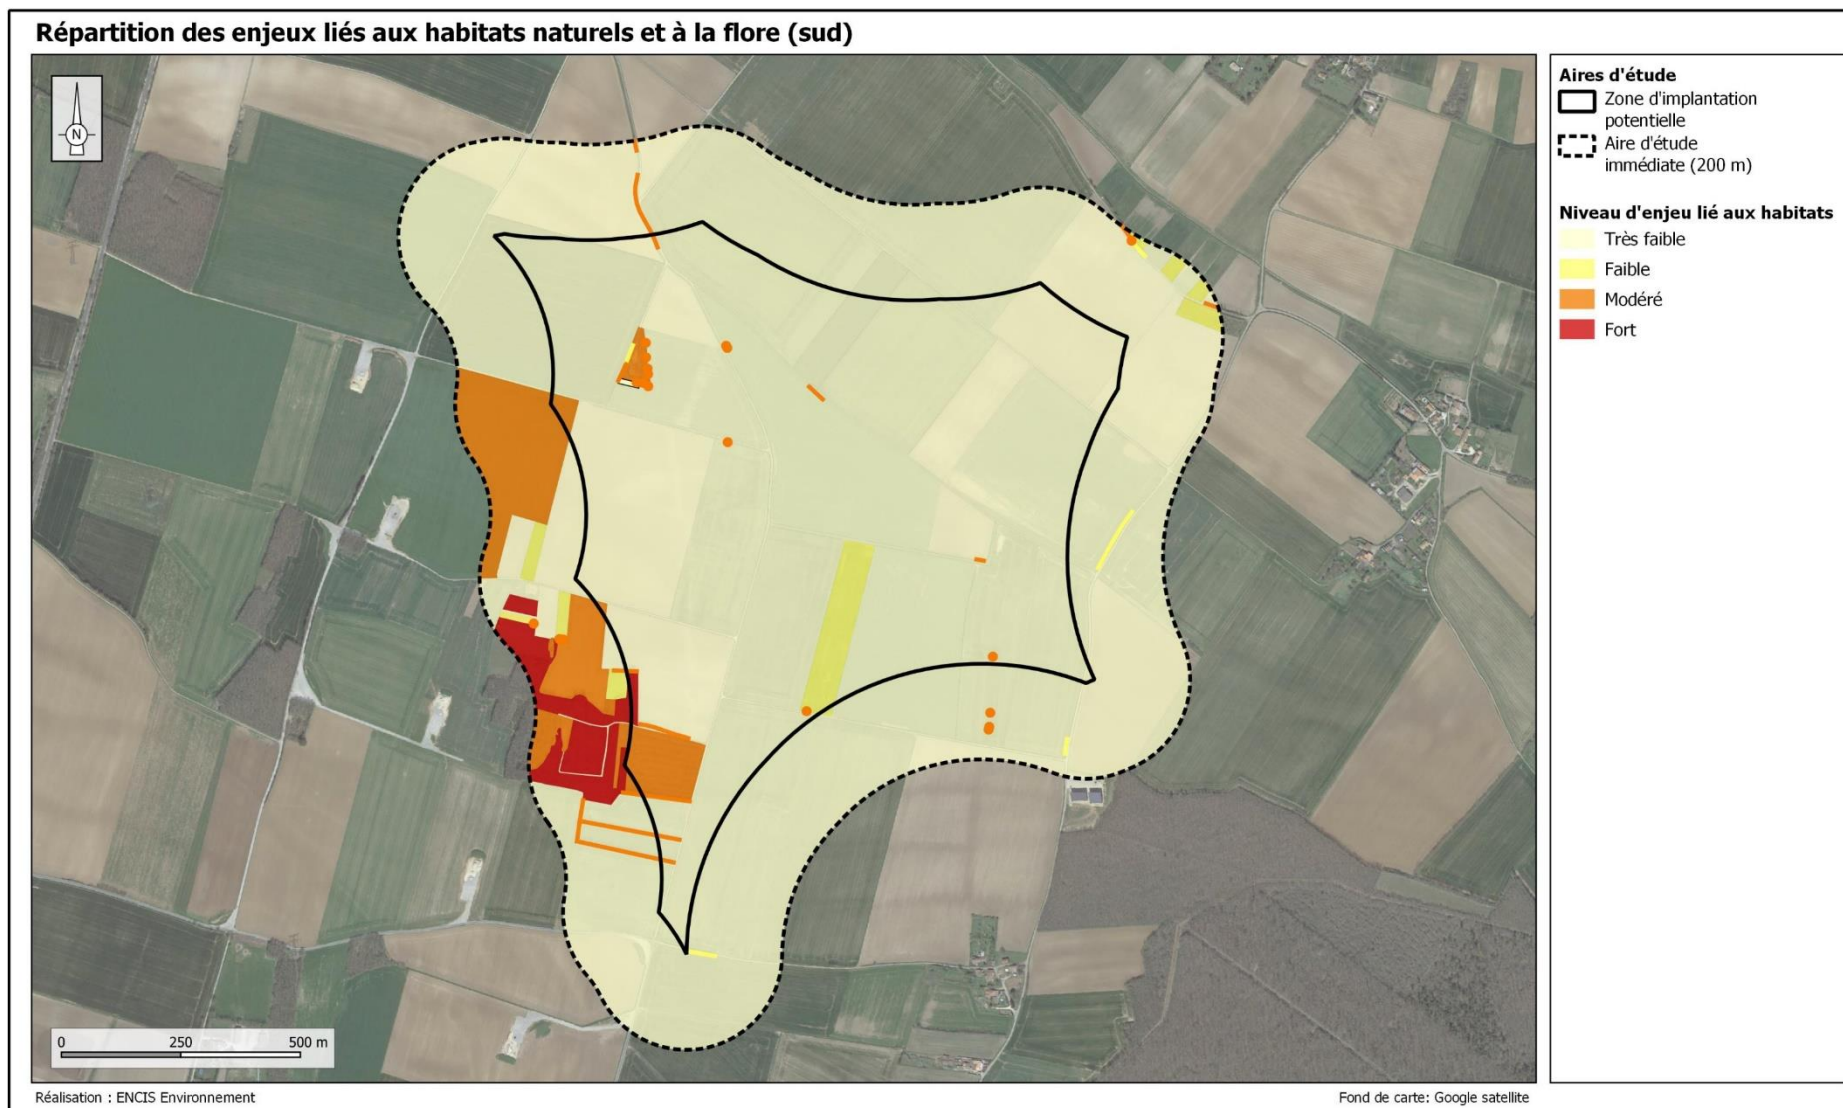 Répartition des enjeux liés aux habitats naturels et à la flore (sud)
N
Aires d'étude
Zone d'implantation
potentielle
Aire d'étude
immédiate (200 m)
Niveau d'enjeu lié aux habitats
Très faible
Faible
Modéré
Fort
0 250 500 m
Réalisation : ENCIS Environnement
Fond de carte: Google satellite